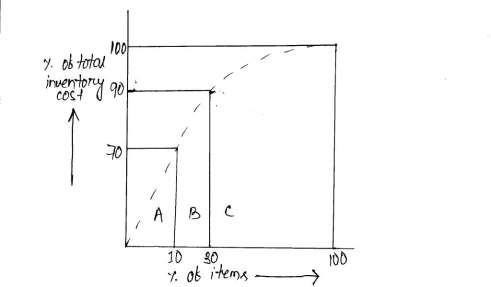 100
% of total
inventory
cost
90
70
A B C
10 30 100
% of items